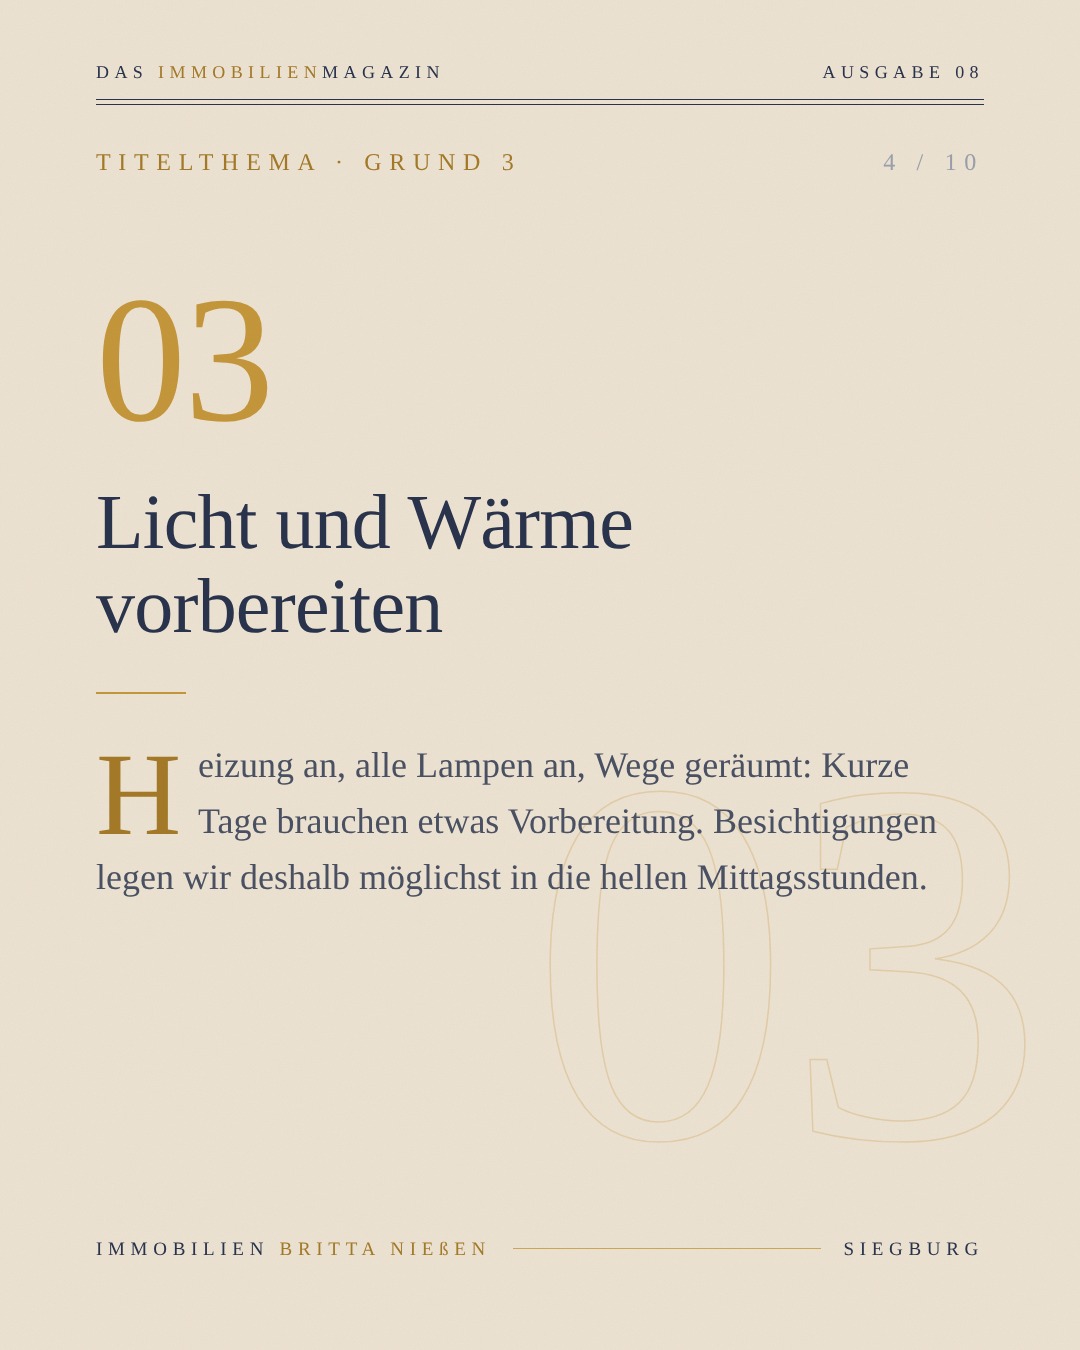 DAS IMMOBILIENMAGAZIN AUSGABE 08
TITELTHEMA · GRUND 3 4 / 10
03
Licht und Wärme
vorbereiten
Heizung an, alle Lampen an, Wege geräumt: Kurze
Tage brauchen etwas Vorbereitung. Besichtigungen
legen wir deshalb möglichst in die hellen Mittagsstunden.
03
IMMOBILIEN BRITTA NIEßEN SIEGBURG